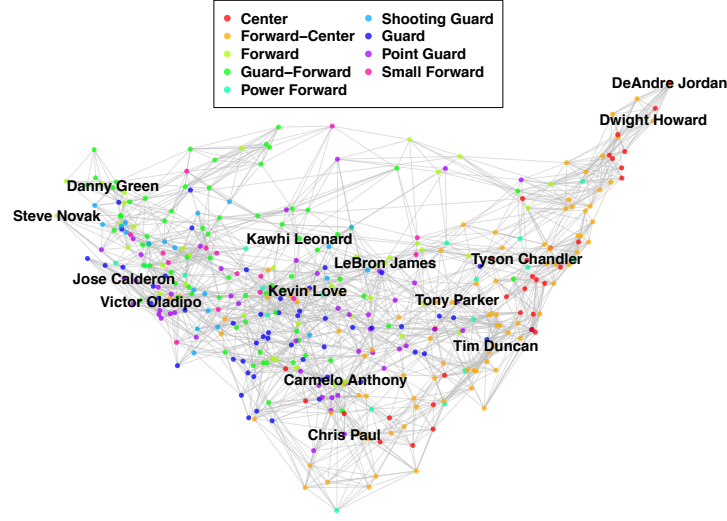 Center
Forward–Center
Forward
Guard–Forward
Power Forward
Shooting Guard
Guard
Point Guard
Small Forward
DeAndre Jordan
Dwight Howard
Danny Green
Steve Novak
Kawhi Leonard
LeBron James
Tyson Chandler
Jose Calderon
Kevin Love
Victor Oladipo
Tony Parker
Tim Duncan
Carmelo Anthony
Chris Paul